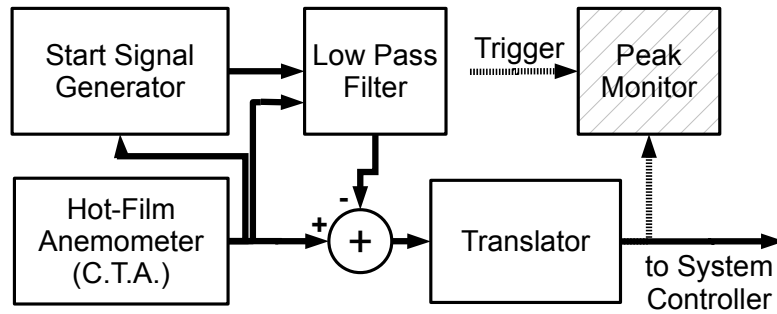 Start Signal
Generator
Low Pass
Filter
Trigger
Peak
Monitor
Hot-Film
Anemometer
(C.T.A.)
+
-
+
Translator
to System
Controller